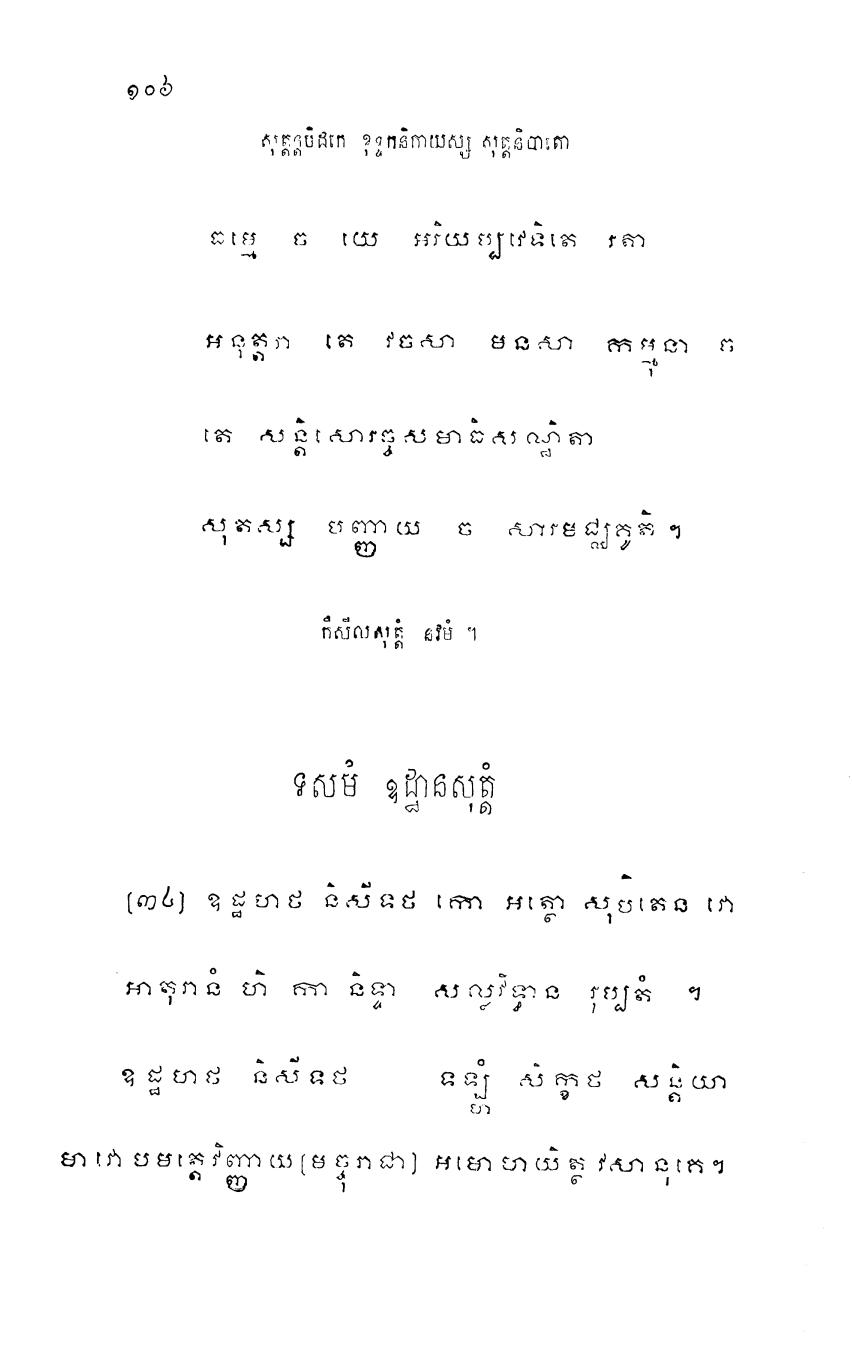 ១០៦
សុត្តន្តបិដកេ ខុទ្ទកនិកាយស្ស សុត្តនិបាតោ
ធម្មេ ច យេ អរិយប្បវេទិតេ រតា
អនុត្តរា តេ វចសា មនសា កម្មុនា ច
តេ សន្តិសោរច្ចសមាធិសណ្ឋិតា
សុតស្ស បញ្ញាយ ច សារមជ្ឈគូតិ ។
កឹសីលសុត្តំ នវមំ ។
ទសមំ ឧដ្ឋានសុត្តំ
(៣៤) ឧដ្ឋហថ និសីទថ កោ អត្ថោ សុបិតេន វោ
អាតុរានំ ហិ កា និទ្ទា សល្លវិទ្ធាន រុប្បតំ ។
ឧដ្ឋហថ និសីទថ ទឡ្ហំ សិក្ខថ សន្តិយា
មា វោ បមត្តេ វិញ្ញាយ (មច្ចុរាជា) អមោហយិត្ថ វសានុគេ។